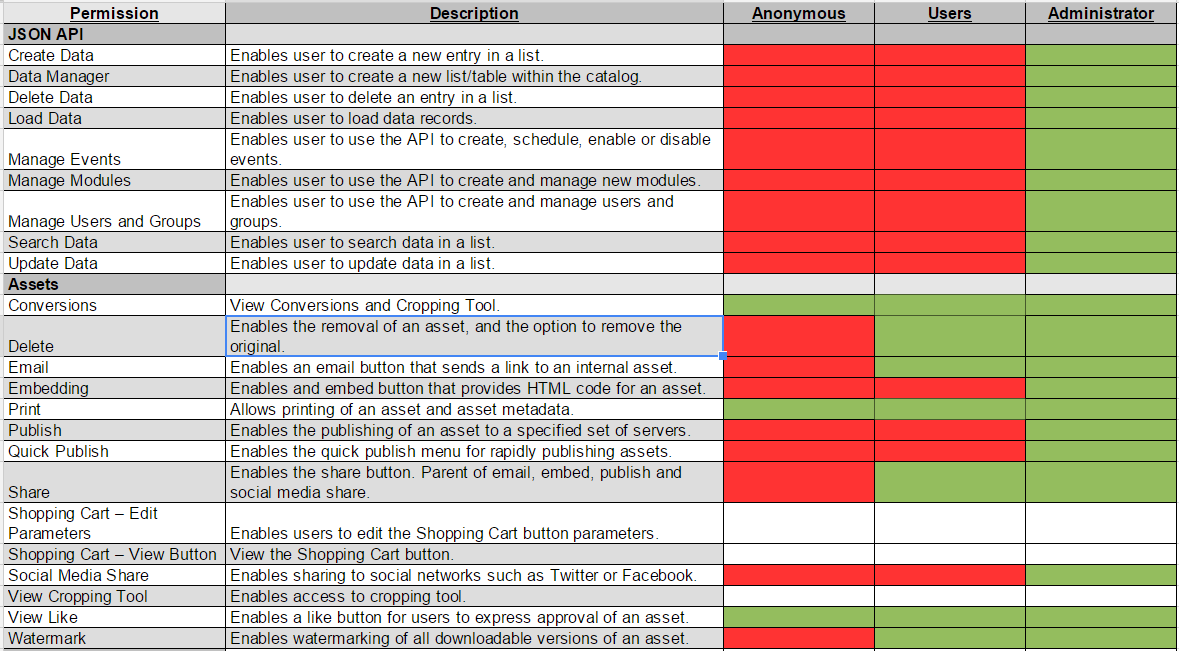 Permission Description Anonymous Users Administrator
JSON API
Create Data Enables user to create a new entry in a list.
Data Manager Enables user to create a new list/table within the catalog.
Delete Data Enables user to delete an entry in a list.
Load Data Enables user to load data records.
Enables user to use the API to create, schedule, enable or disable
Manage Events events.
Manage Modules Enables user to use the API to create and manage new modules.
Enables user to use the API to create and manage users and
Manage Users and Groups groups.
Search Data Enables user to search data in a list.
Update Data Enables user to update data in a list.
Assets
Conversions View Conversions and Cropping Tool.
Enables the removal of an asset, and the option to remove the
Delete original.
Email Enables an email button that sends a link to an internal asset.
Embedding Enables and embed button that provides HTML code for an asset.
Print Allows printing of an asset and asset metadata.
Publish Enables the publishing of an asset to a specified set of servers.
Quick Publish Enables the quick publish menu for rapidly publishing assets.
Enables the share button. Parent of email, embed, publish and
Share social media share.
Shopping Cart – Edit
Parameters Enables users to edit the Shopping Cart button parameters.
Shopping Cart – View Button View the Shopping Cart button.
Social Media Share Enables sharing to social networks such as Twitter or Facebook.
View Cropping Tool Enables access to cropping tool.
View Like Enables a like button for users to express approval of an asset.
Watermark Enables watermarking of all downloadable versions of an asset.